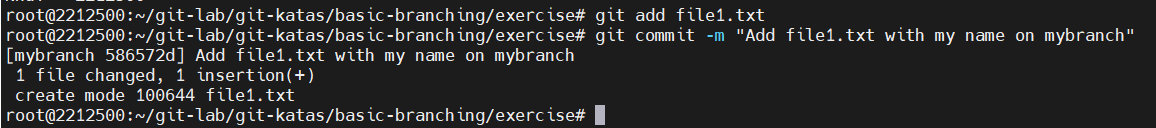 root@2212500:~/git-lab/git-katas/basic-branching/exercise# git add file1.txt
root@2212500:~/git-lab/git-katas/basic-branching/exercise# git commit -m "Add file1.txt with my name on mybranch"
[mybranch 586572d] Add file1.txt with my name on mybranch
 1 file changed, 1 insertion(+)
 create mode 100644 file1.txt
root@2212500:~/git-lab/git-katas/basic-branching/exercise#